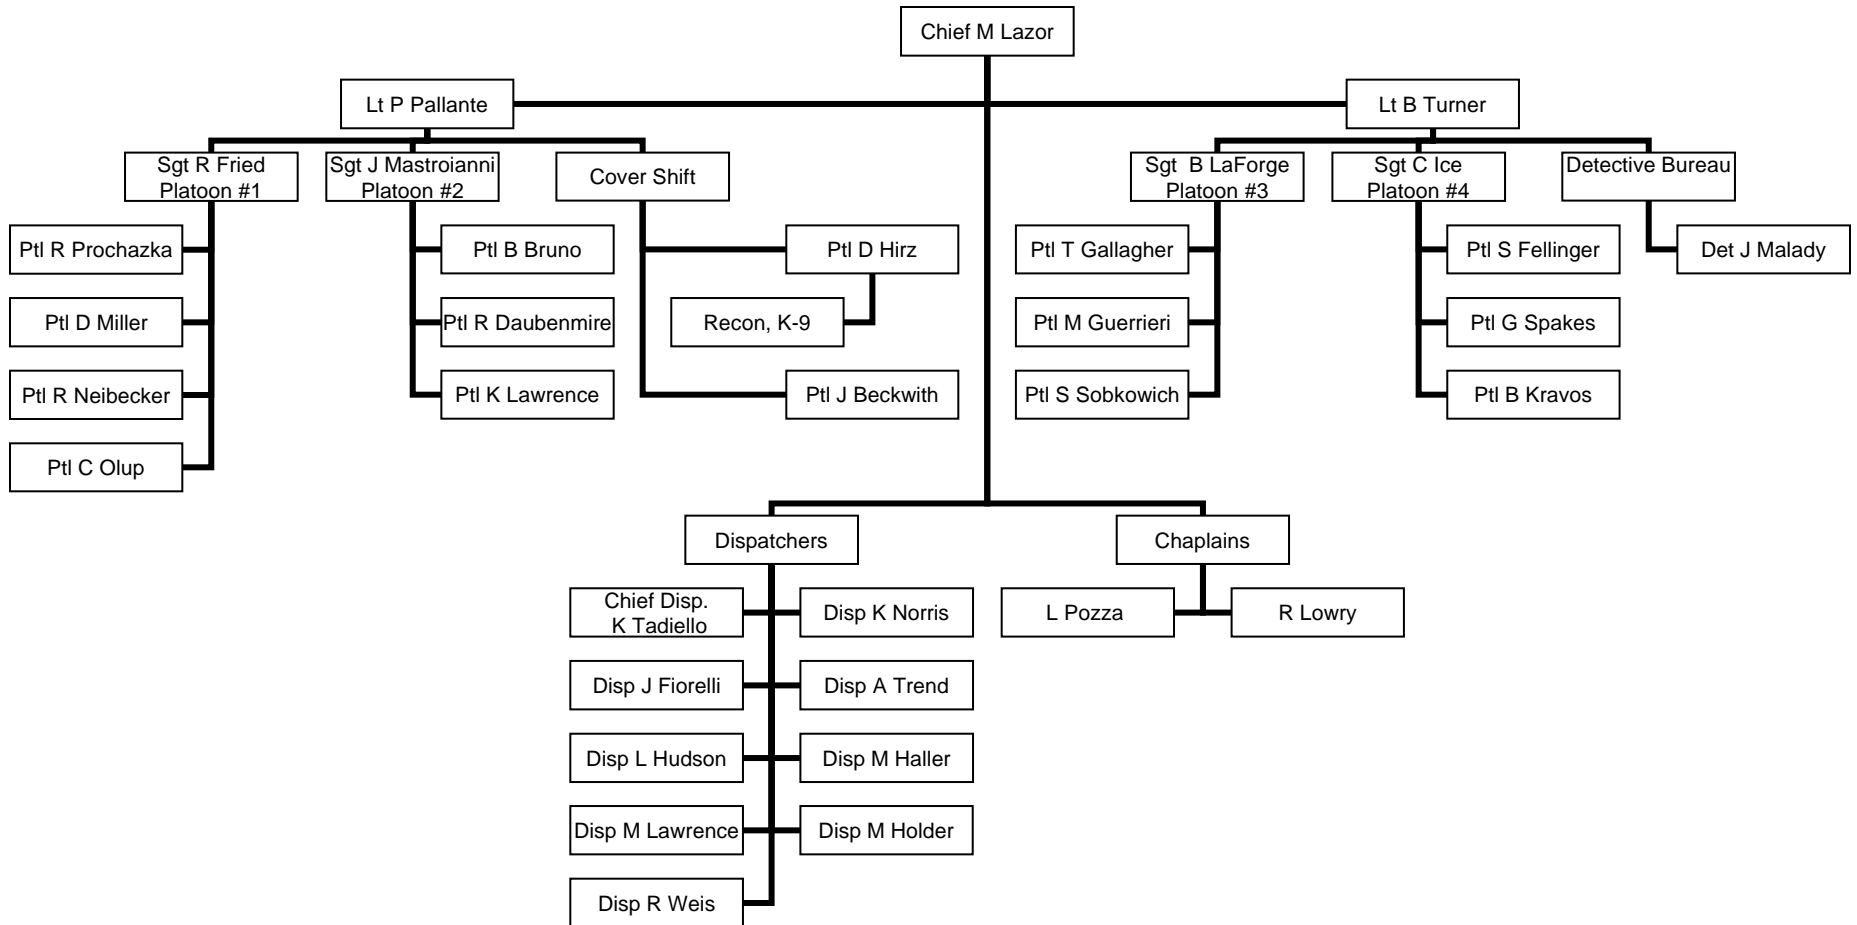 Chief M Lazor
Lt P Pallante
Lt B Turner
Sgt R Fried
Platoon #1
Sgt J Mastroianni
Platoon #2
Cover Shift
Sgt B LaForge
Platoon #3
Sgt C Ice
Platoon #4
Detective Bureau
Ptl R Prochazka
Ptl B Bruno
Ptl D Hirz
Ptl T Gallagher
Ptl S Fellinger
Det J Malady
Ptl D Miller
Ptl R Daubenmire
Recon, K-9
Ptl M Guerrieri
Ptl G Spakes
Ptl R Neibecker
Ptl K Lawrence
Ptl J Beckwith
Ptl S Sobkowich
Ptl B Kravos
Ptl C Olup
Dispatchers
Chaplains
Chief Disp.
K Tadiello
Disp K Norris
L Pozza
R Lowry
Disp J Fiorelli
Disp A Trend
Disp L Hudson
Disp M Haller
Disp M Lawrence
Disp M Holder
Disp R Weis